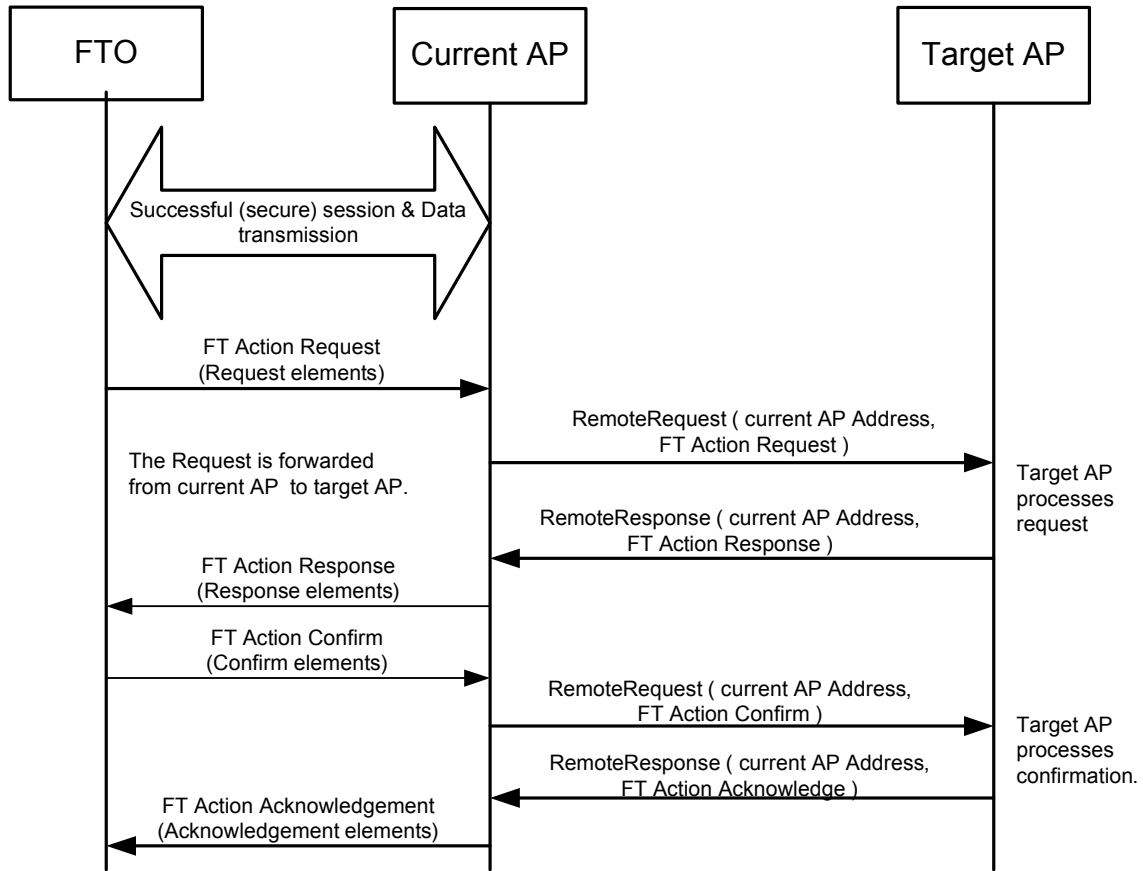 FTO
Current AP
Target AP
Successful (secure) session & Data
transmission
FT Action Request
(Request elements)
RemoteRequest ( current AP Address,
FT Action Request )
The Request is forwarded
from current AP to target AP.
Target AP
processes
request
RemoteResponse ( current AP Address,
FT Action Response )
FT Action Response
(Response elements)
FT Action Confirm
(Confirm elements)
RemoteRequest ( current AP Address,
FT Action Confirm )
Target AP
processes
confirmation.
RemoteResponse ( current AP Address,
FT Action Acknowledge )
FT Action Acknowledgement
(Acknowledgement elements)